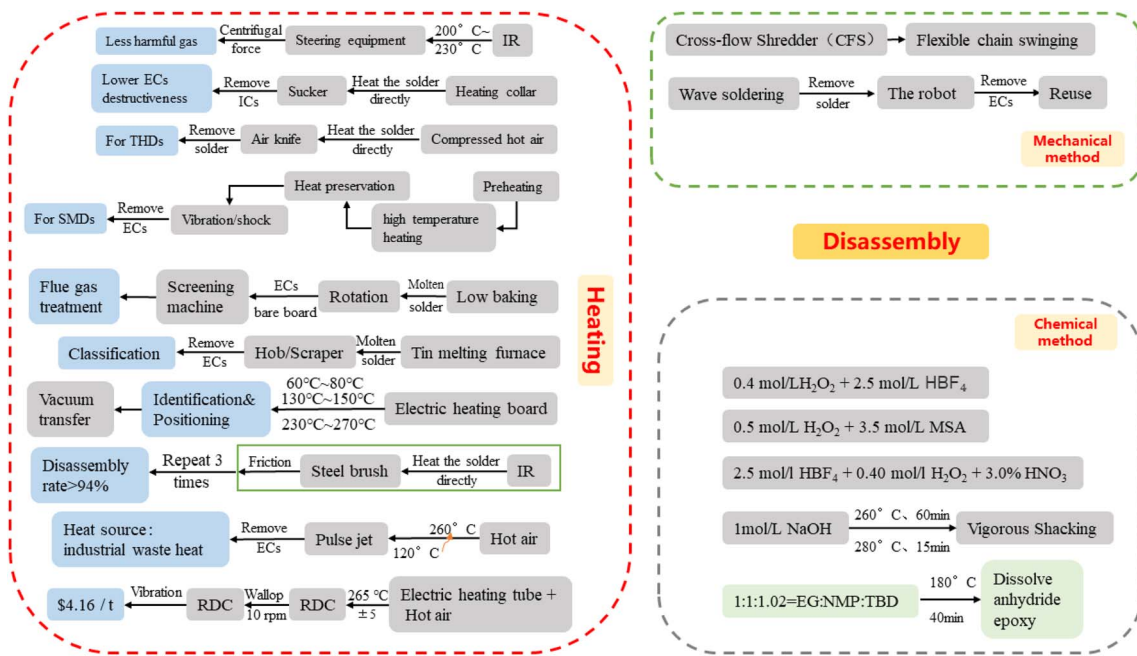 Less harmful gas
Centrifugal
force
Steering equipment
200° C~
230° C
IR
Lower ECs
destructiveness
Remove
ICs
Sucker
Heat the solder
directly
Heating collar
For THDs
Remove
solder
Air knife
Heat the solder
directly
Compressed hot air
For SMDs
Remove
ECs
Vibration/shock
Heat preservation
high temperature
heating
Preheating
Flue gas
treatment
Screening
machine
ECs
bare board
Rotation
Molten
solder
Low baking
Classification
Remove
ECs
Hob/Scraper
Molten
solder
Tin melting furnace
Vacuum
transfer
Identification&
Positioning
60℃~80℃
130℃~150℃
230℃~270℃
Electric heating board
Disassembly
rate>94%
Repeat 3
times
Friction
Steel brush
Heat the solder
directly
IR
Heat source:
industrial waste heat
Remove
ECs
Pulse jet
260° C
120° C
Hot air
$4.16 / t
Vibration
RDC
Wallop
10 rpm
RDC
265 ℃
±5
Electric heating tube +
Hot air
Heating
Cross-flow Shredder（CFS）
Flexible chain swinging
Wave soldering
Remove
solder
The robot
Remove
ECs
Reuse
Mechanical
method
Disassembly
Chemical
method
0.4 mol/LH₂O₂ + 2.5 mol/L HBF₄
0.5 mol/L H₂O₂ + 3.5 mol/L MSA
2.5 mol/l HBF₄ + 0.40 mol/l H₂O₂ + 3.0% HNO₃
1mol/L NaOH
260° C、60min
280° C、15min
Vigorous Shacking
1:1:1.02=EG:NMP:TBD
180° C
40min
Dissolve
anhydride
epoxy